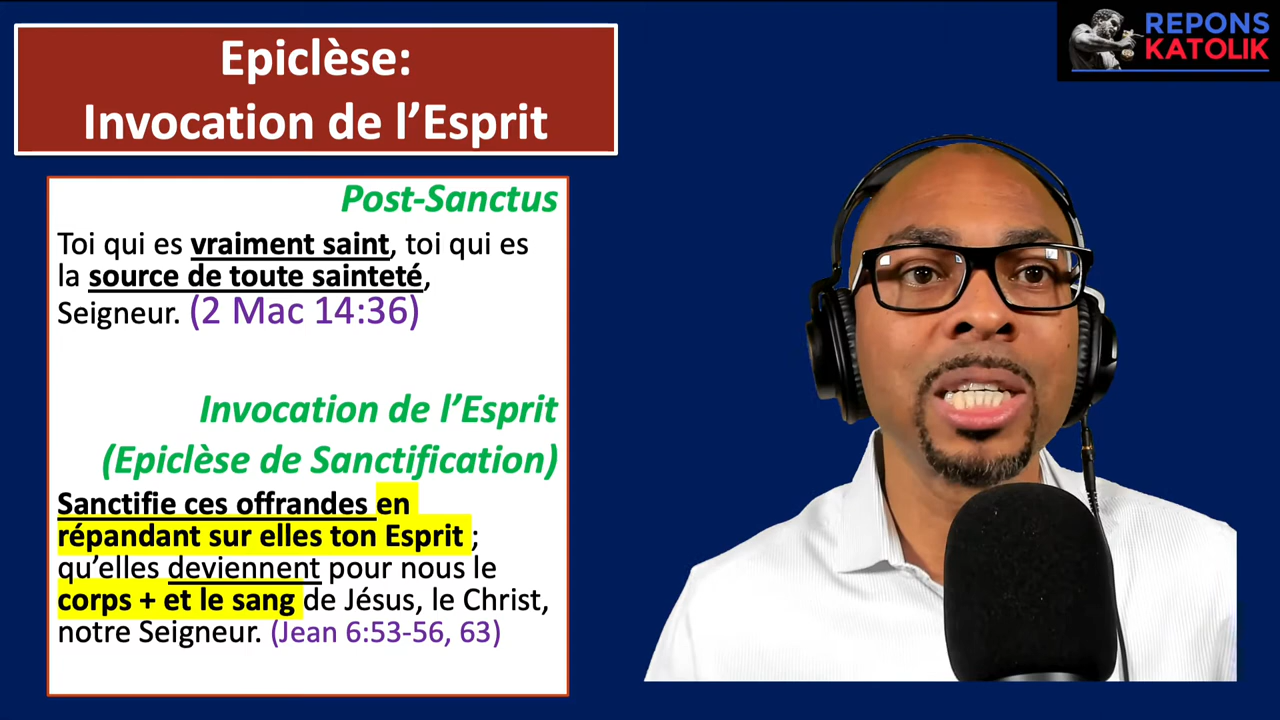 Epiclèse:
Invocation de l’Esprit
REPONS
KATOLIK
Post-Sanctus
Toi qui es vraiment saint, toi qui es
la source de toute sainteté,
Seigneur. (2 Mac 14:36)
Invocation de l’Esprit
(Epiclèse de Sanctification)
Sanctifie ces offrandes en
répandant sur elles ton Esprit ;
qu’elles deviennent pour nous le
corps + et le sang de Jésus, le Christ,
notre Seigneur. (Jean 6:53-56, 63)